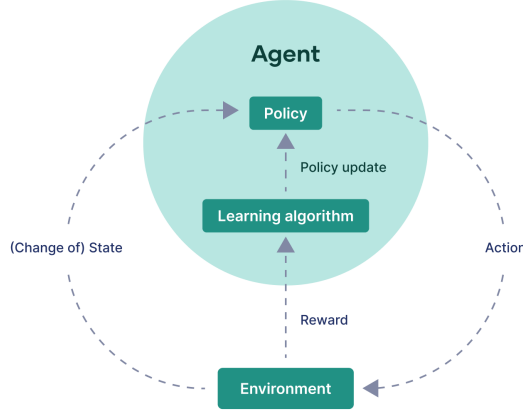 Agent
Policy
Policy update
Learning algorithm
(Change of) State
Action
Reward
Environment